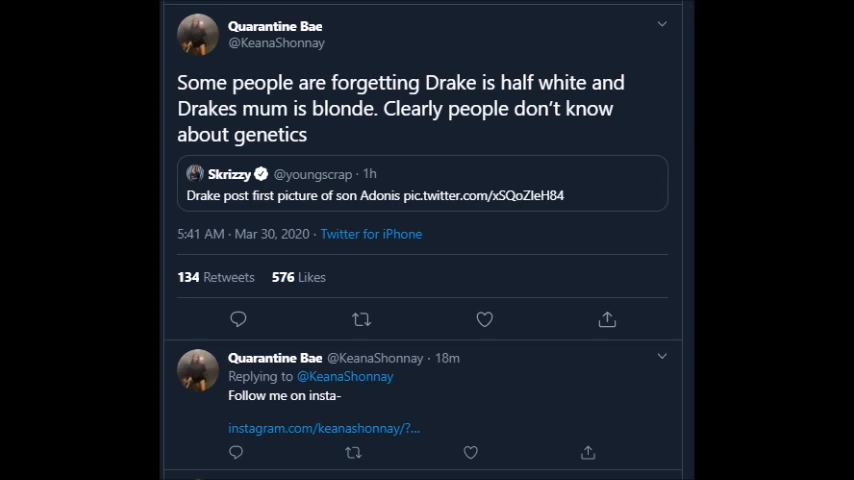 Quarantine Bae
@KeanaShonnay
Some people are forgetting Drake is half white and
Drakes mum is blonde. Clearly people don't know
about genetics
Skrizzy @youngscrap · 1h
Drake post first picture of son Adonis pic.twitter.com/xSQoZIeH84
5:41 AM · Mar 30, 2020 · Twitter for iPhone
134 Retweets 576 Likes
Quarantine Bae @KeanaShonnay · 18m
Replying to @KeanaShonnay
Follow me on insta-
instagram.com/keanashonnay/?...